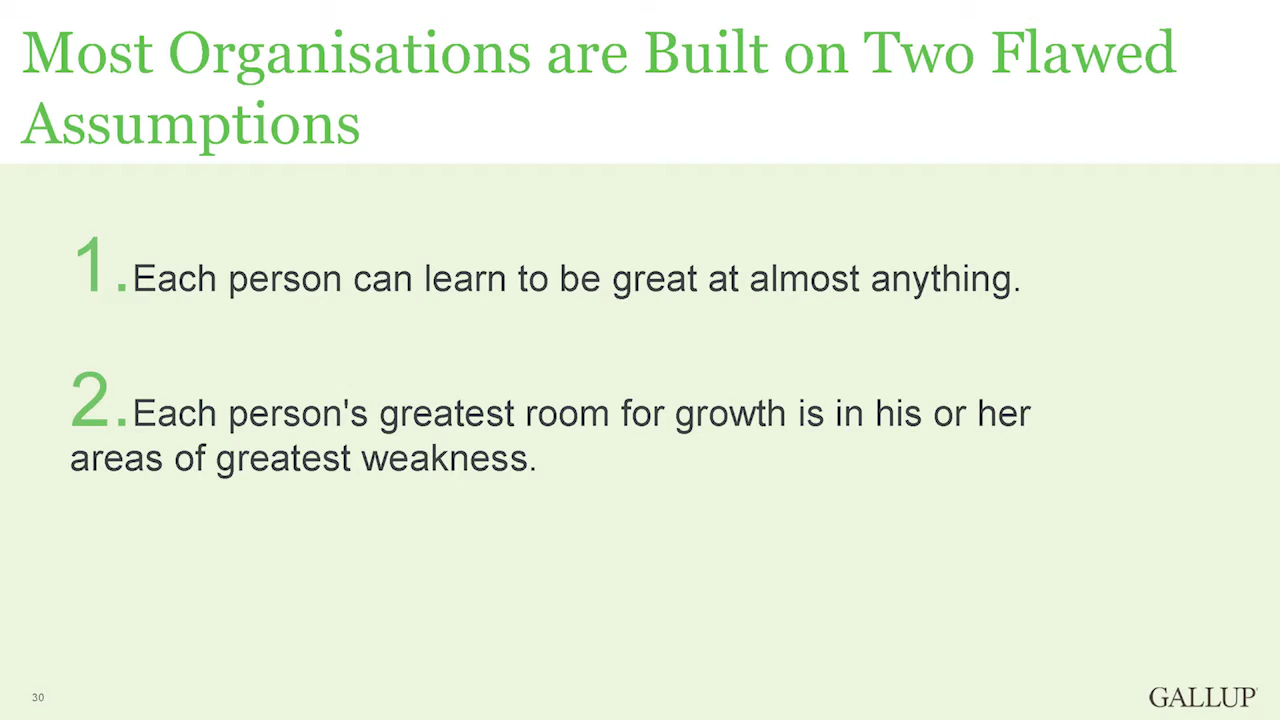 Most Organisations are Built on Two Flawed
Assumptions
1. Each person can learn to be great at almost anything.
2. Each person's greatest room for growth is in his or her
areas of greatest weakness.
30
GALLUP